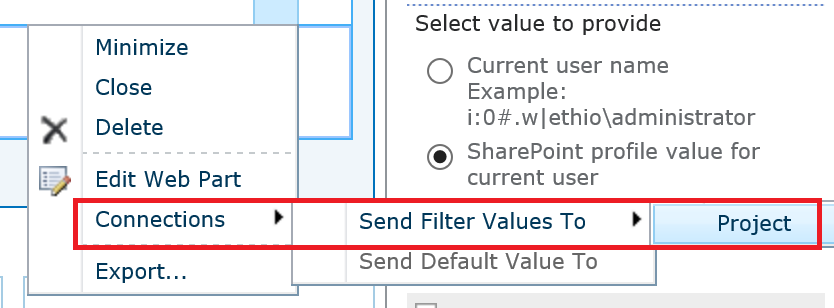 Minimize
Close
Delete
Edit Web Part
Connections
Export...
Send Filter Values To
Send Default Value To
Project
Select value to provide
Current user name
Example:
i:0#.w|ethio\administrator
SharePoint profile value for
current user